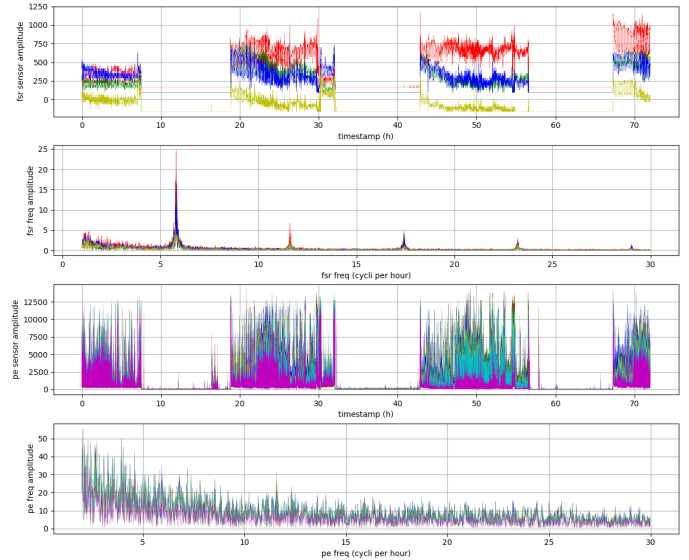 1250
1000
750
500
250
0
fsr sensor amplitude
0 10 20 30 40 50 60 70
timestamp (h)
25
20
15
10
5
0
fsr freq amplitude
0 5 10 15 20 25 30
fsr freq (cycli per hour)
12500
10000
7500
5000
2500
0
pe sensor amplitude
0 10 20 30 40 50 60 70
timestamp (h)
50
40
30
20
10
0
pe freq amplitude
5 10 15 20 25 30
pe freq (cycli per hour)